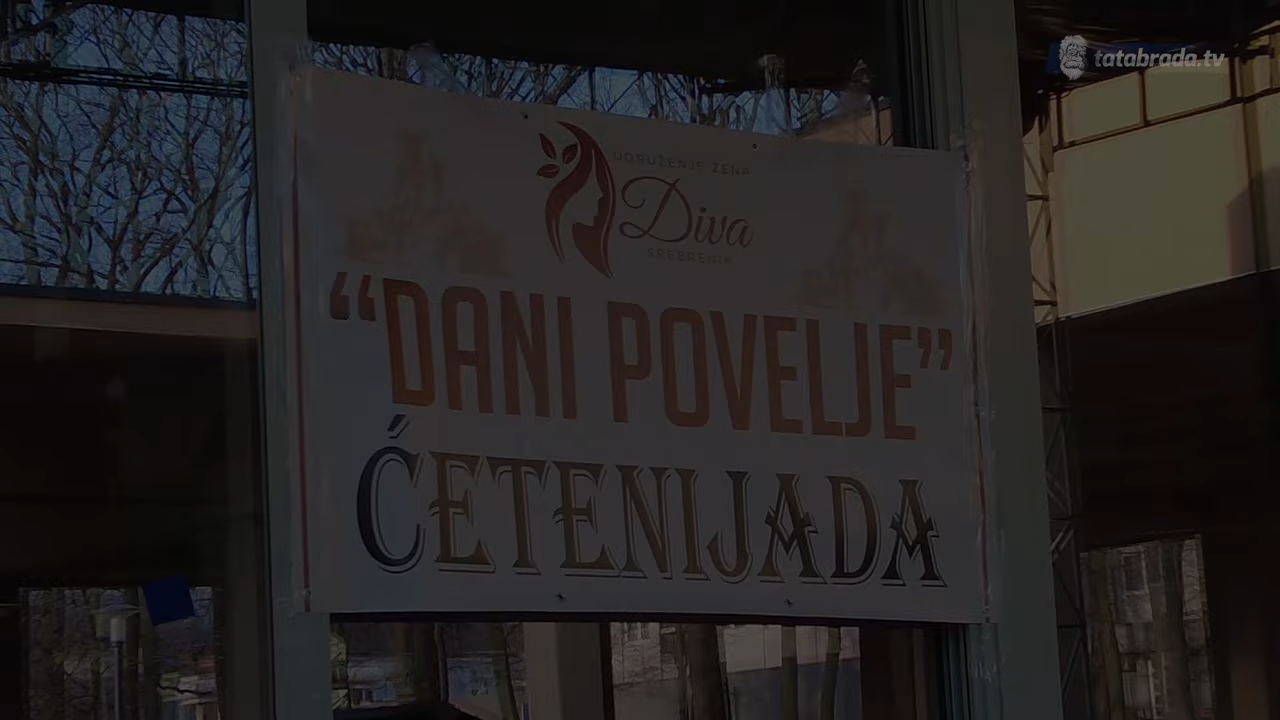 tatabrada.tv
UDRUŽENJE ŽENA
Diva
SREBRENIK
“DANI POVELJE”
ĆETENIJADA